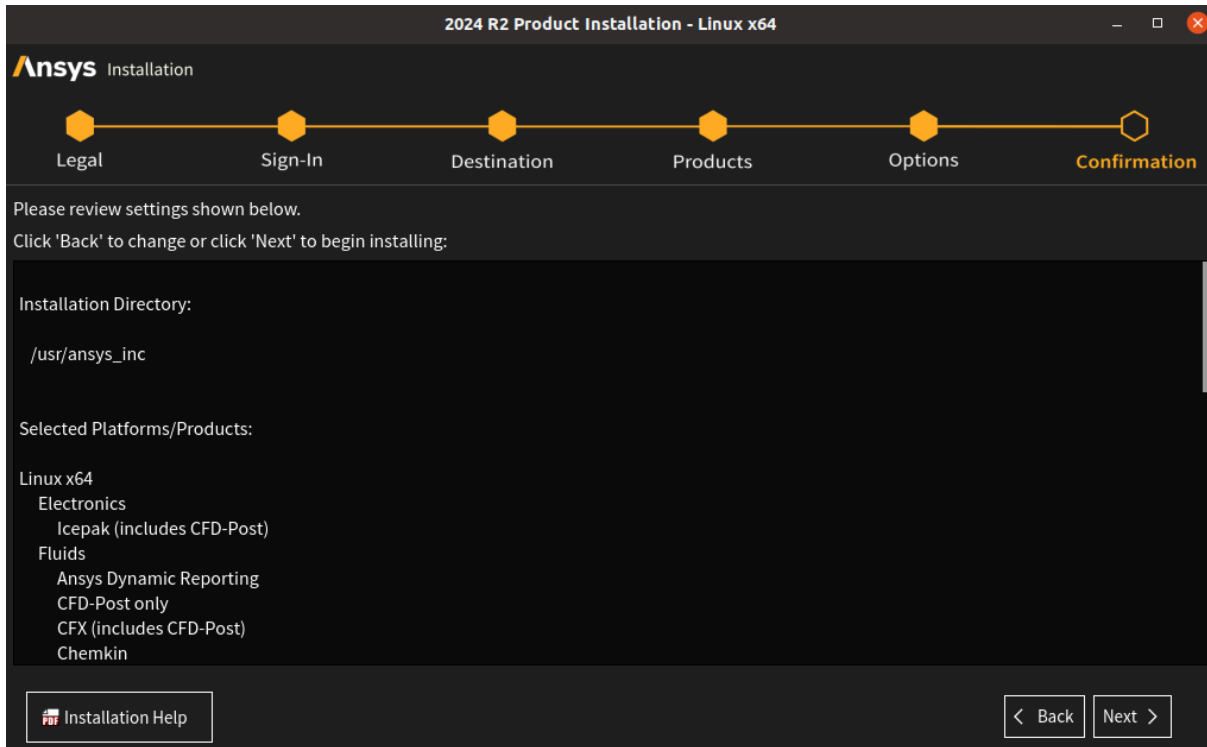 2024 R2 Product Installation - Linux x64
Ansys Installation
Legal Sign-In Destination Products Options Confirmation
Please review settings shown below.
Click 'Back' to change or click 'Next' to begin installing:
Installation Directory:
/usr/ansys_inc
Selected Platforms/Products:
Linux x64
Electronics
Icepak (includes CFD-Post)
Fluids
Ansys Dynamic Reporting
CFD-Post only
CFX (includes CFD-Post)
Chemkin
PDF Installation Help
Back Next